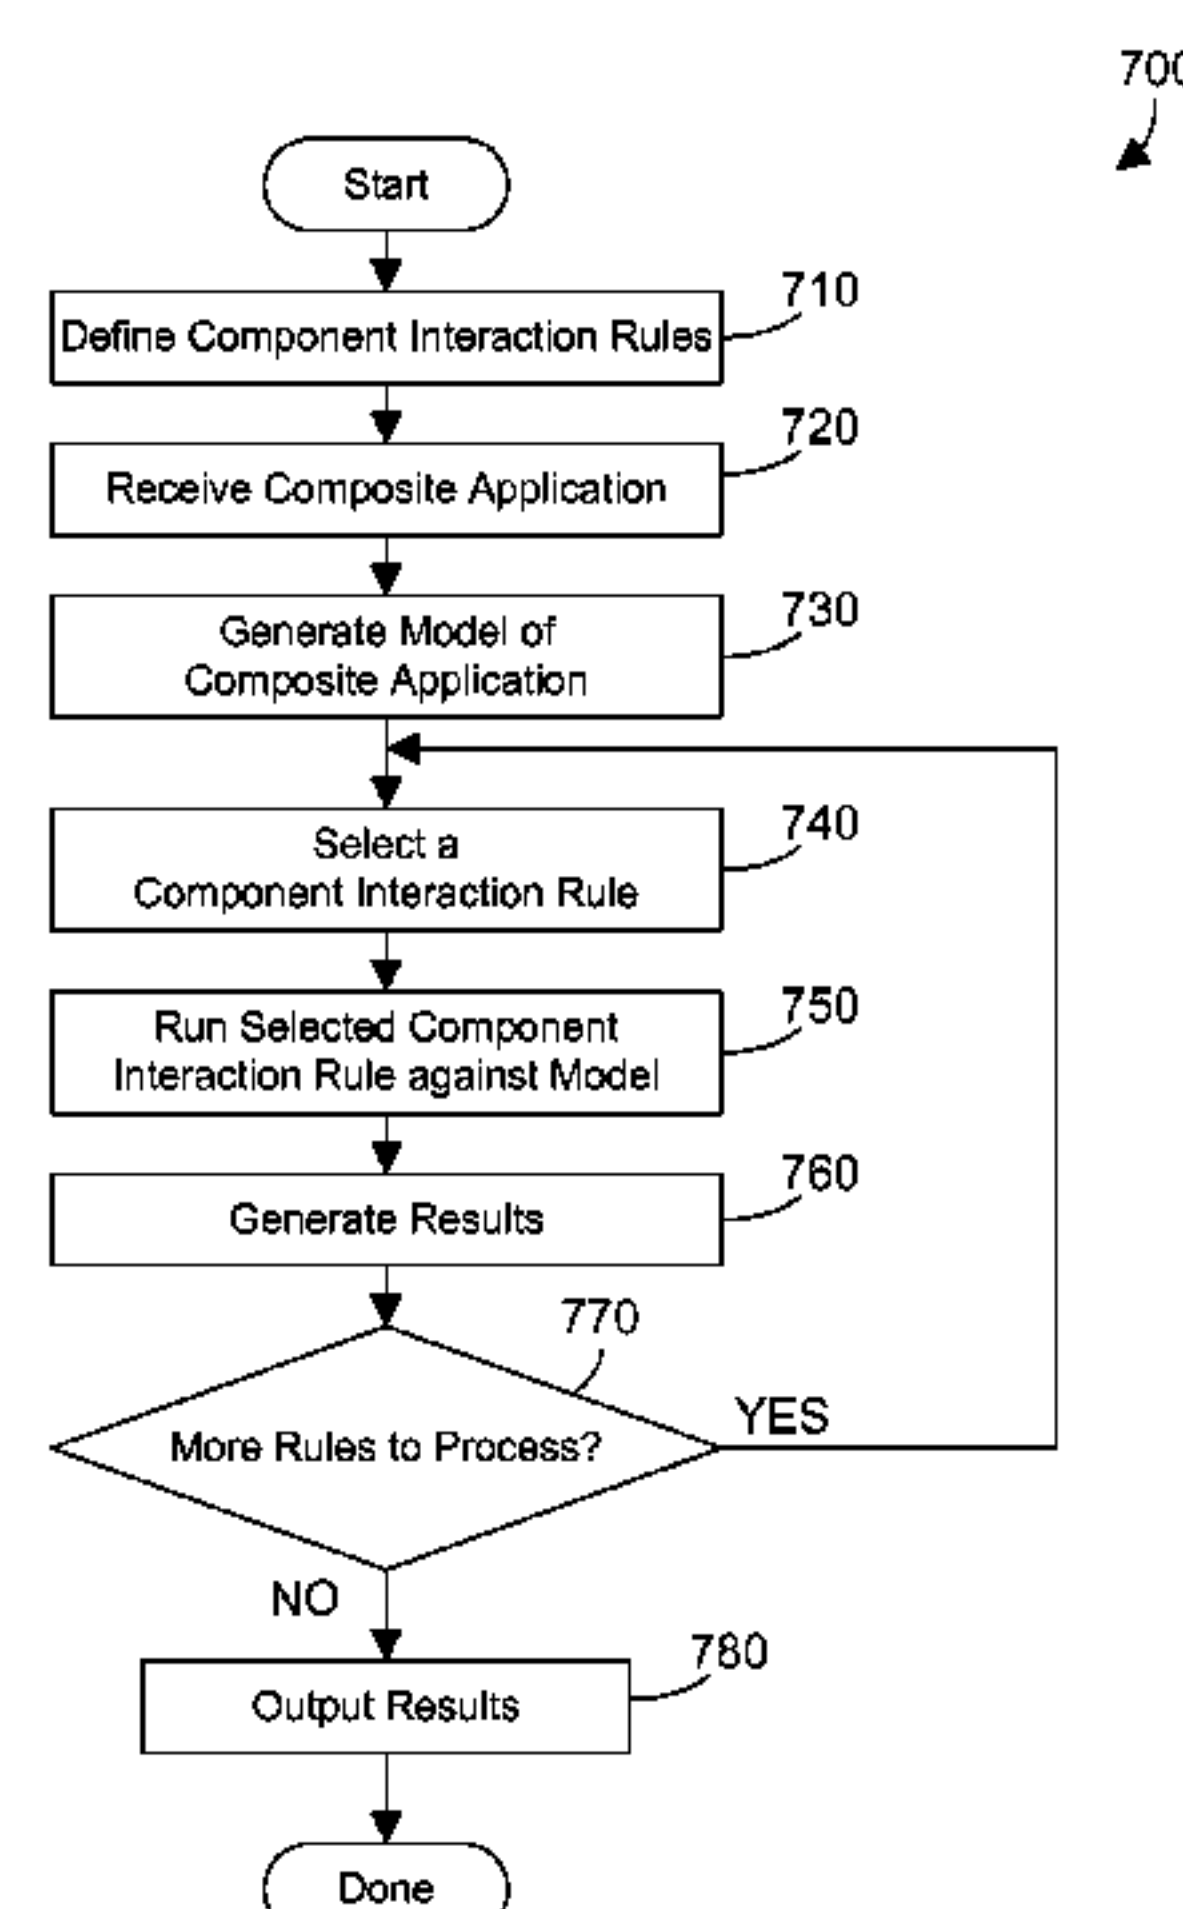 700
Start
710
Define Component Interaction Rules
720
Receive Composite Application
730
Generate Model of
Composite Application
740
Select a
Component Interaction Rule
750
Run Selected Component
Interaction Rule against Model
760
Generate Results
770
More Rules to Process?
YES
NO
780
Output Results
Done